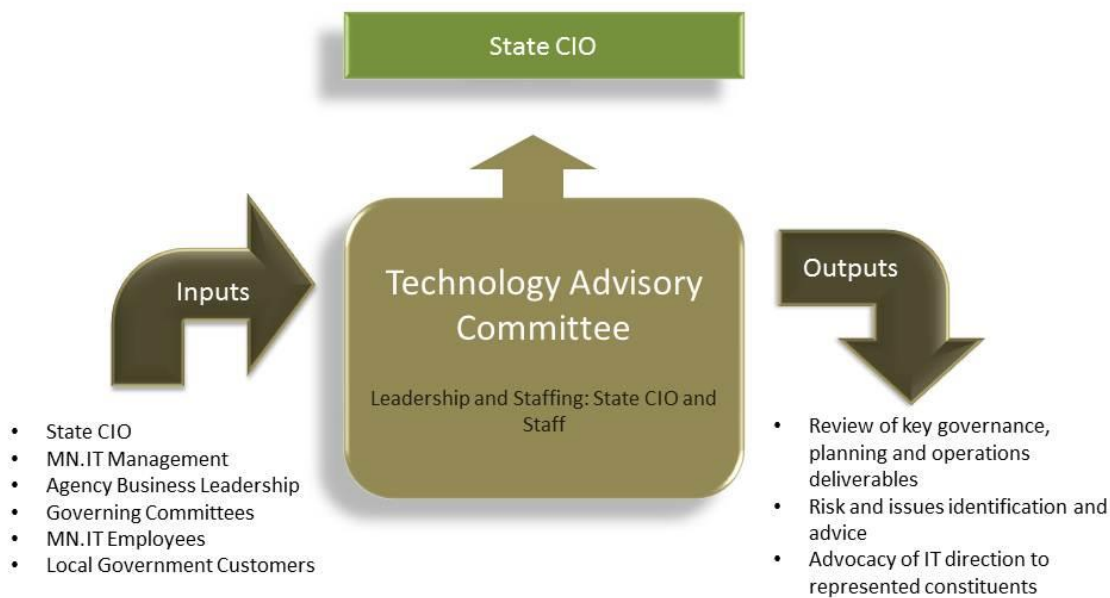 State CIO
Inputs
Technology Advisory
Committee
Leadership and Staffing: State CIO and
Staff
Outputs
• State CIO
• MN.IT Management
• Agency Business Leadership
• Governing Committees
• MN.IT Employees
• Local Government Customers
• Review of key governance,
planning and operations
deliverables
• Risk and issues identification and
advice
• Advocacy of IT direction to
represented constituents